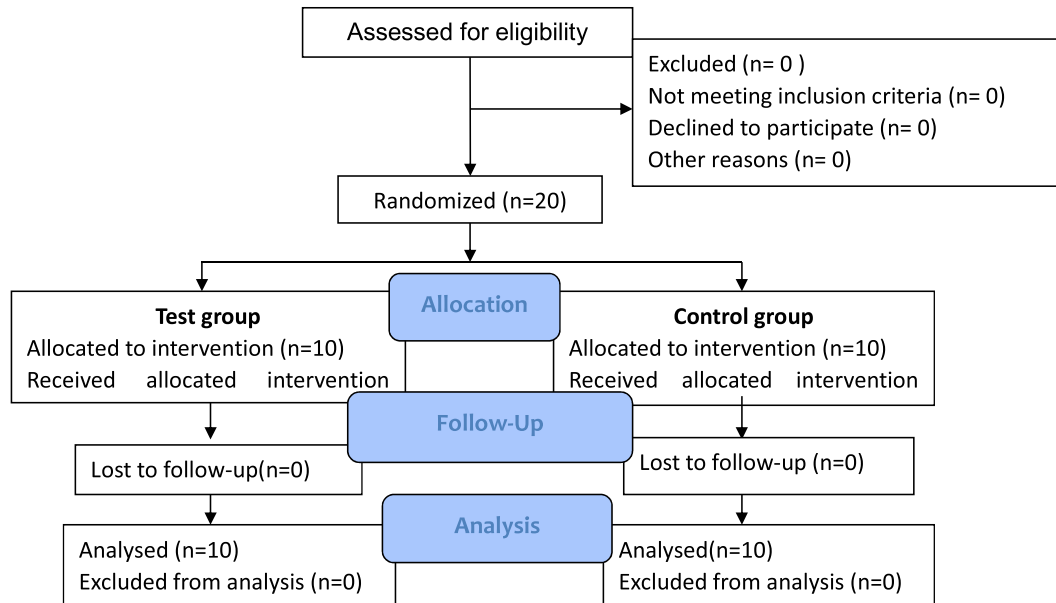 Assessed for eligibility
Excluded (n= 0 )
Not meeting inclusion criteria (n= 0)
Declined to participate (n= 0)
Other reasons (n= 0)
Randomized (n=20)
Allocation
Test group
Allocated to intervention (n=10)
Received allocated intervention
Control group
Allocated to intervention (n=10)
Received allocated intervention
Follow-Up
Lost to follow-up(n=0)
Lost to follow-up (n=0)
Analysis
Analysed (n=10)
Excluded from analysis (n=0)
Analysed(n=10)
Excluded from analysis (n=0)